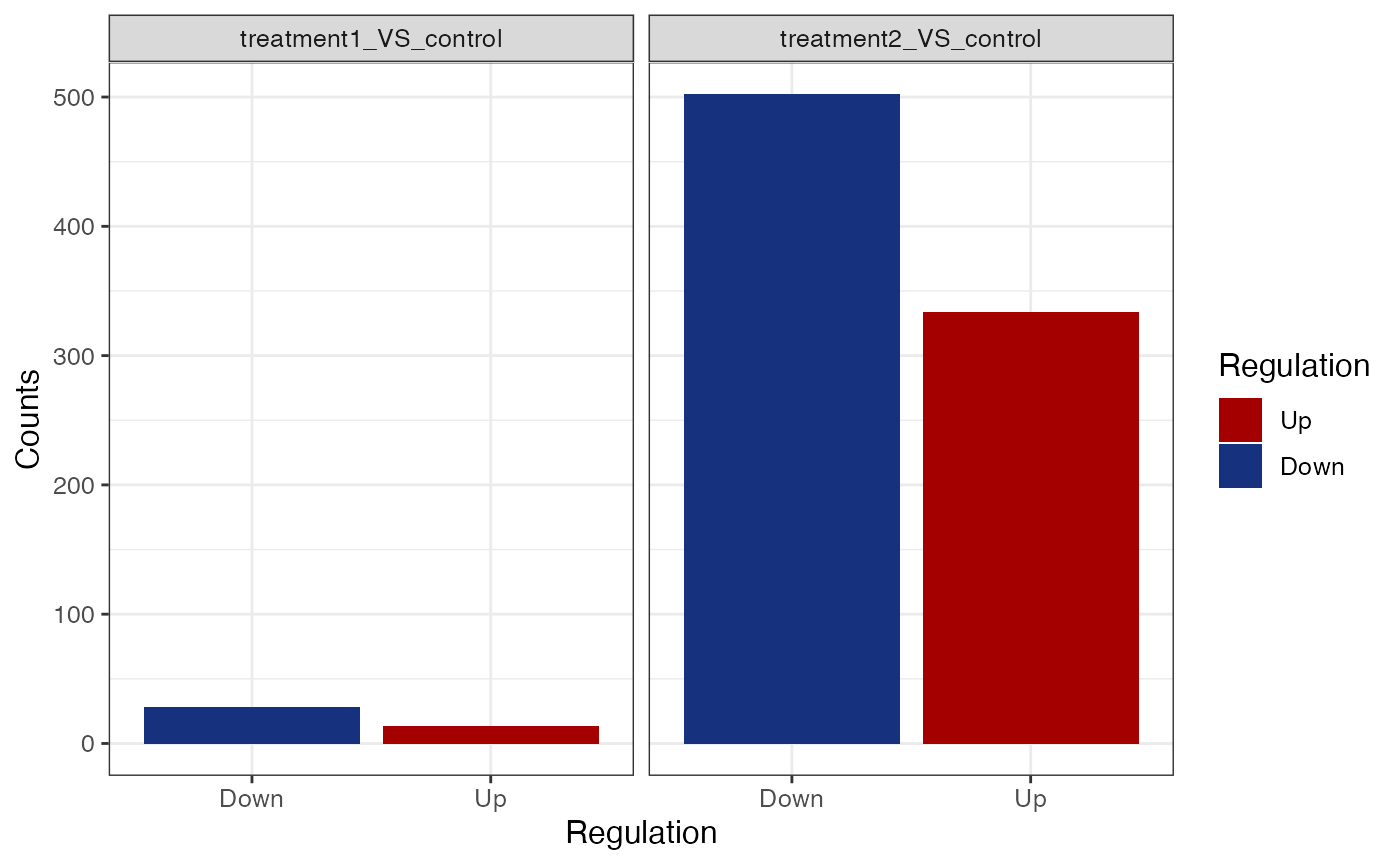 treatment1_VS_control
treatment2_VS_control
500
400
300
200
100
0
Counts
Down
Up
Down
Up
Regulation
Regulation
Up
Down